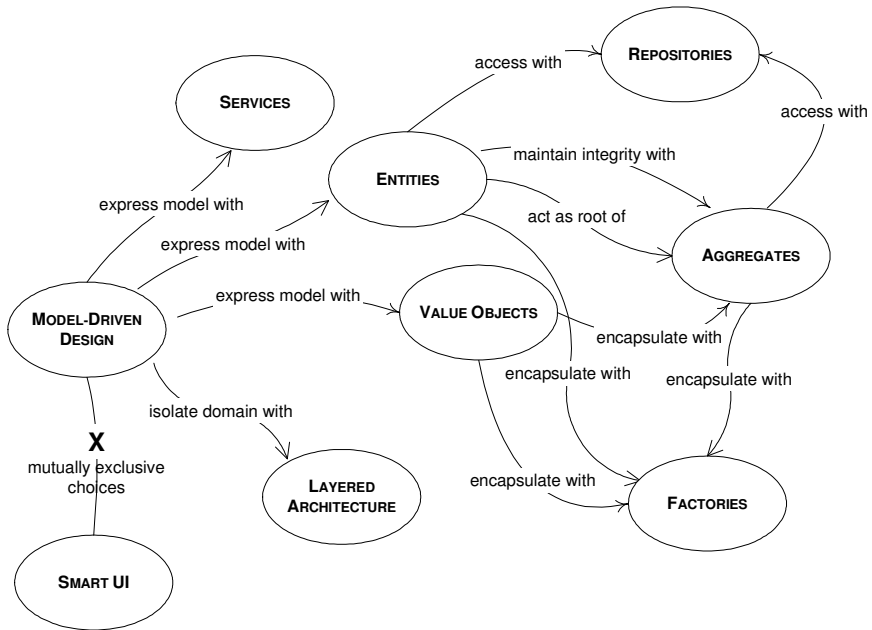 REPOSITORIES
access with
SERVICES
access with
maintain integrity with
ENTITIES
express model with
act as root of
express model with
AGGREGATES
express model with
VALUE OBJECTS
MODEL-DRIVEN
DESIGN
encapsulate with
encapsulate with
encapsulate with
isolate domain with
X
mutually exclusive
choices
encapsulate with
LAYERED
ARCHITECTURE
FACTORIES
SMART UI